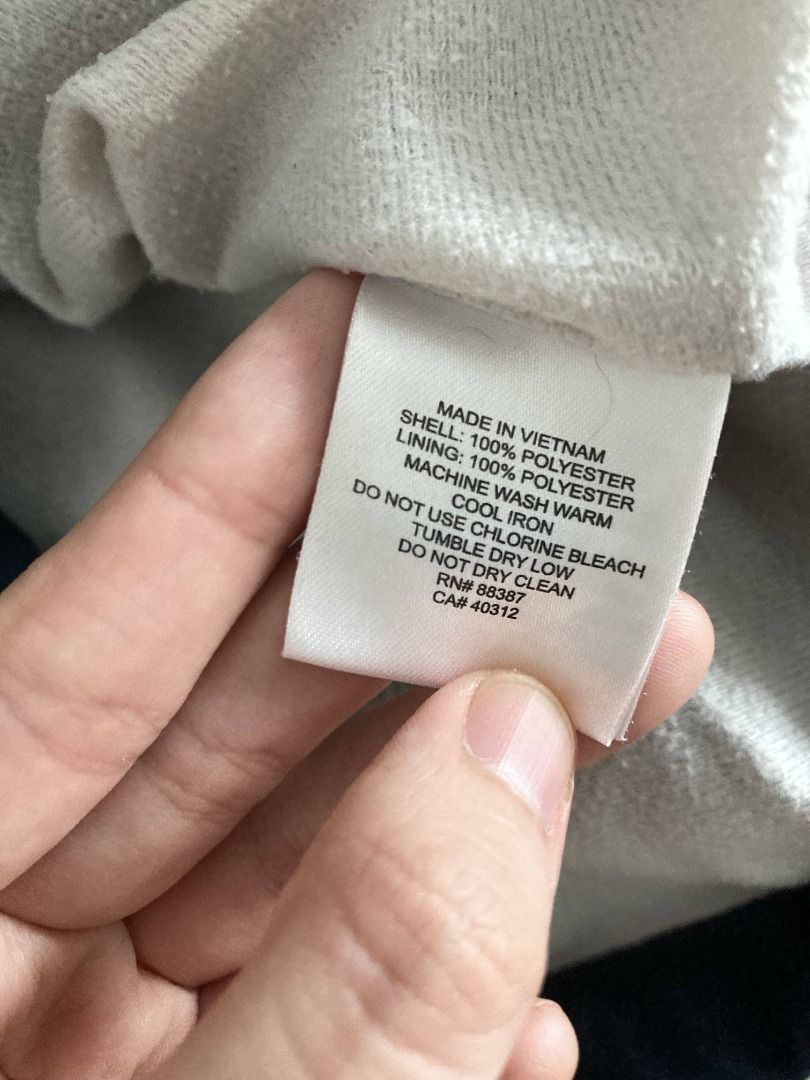 MADE IN VIETNAM
SHELL: 100% POLYESTER
LINING: 100% POLYESTER
MACHINE WASH WARM
COOL IRON
DO NOT USE CHLORINE BLEACH
TUMBLE DRY LOW
DO NOT DRY CLEAN
RN# 88387
CA# 40312